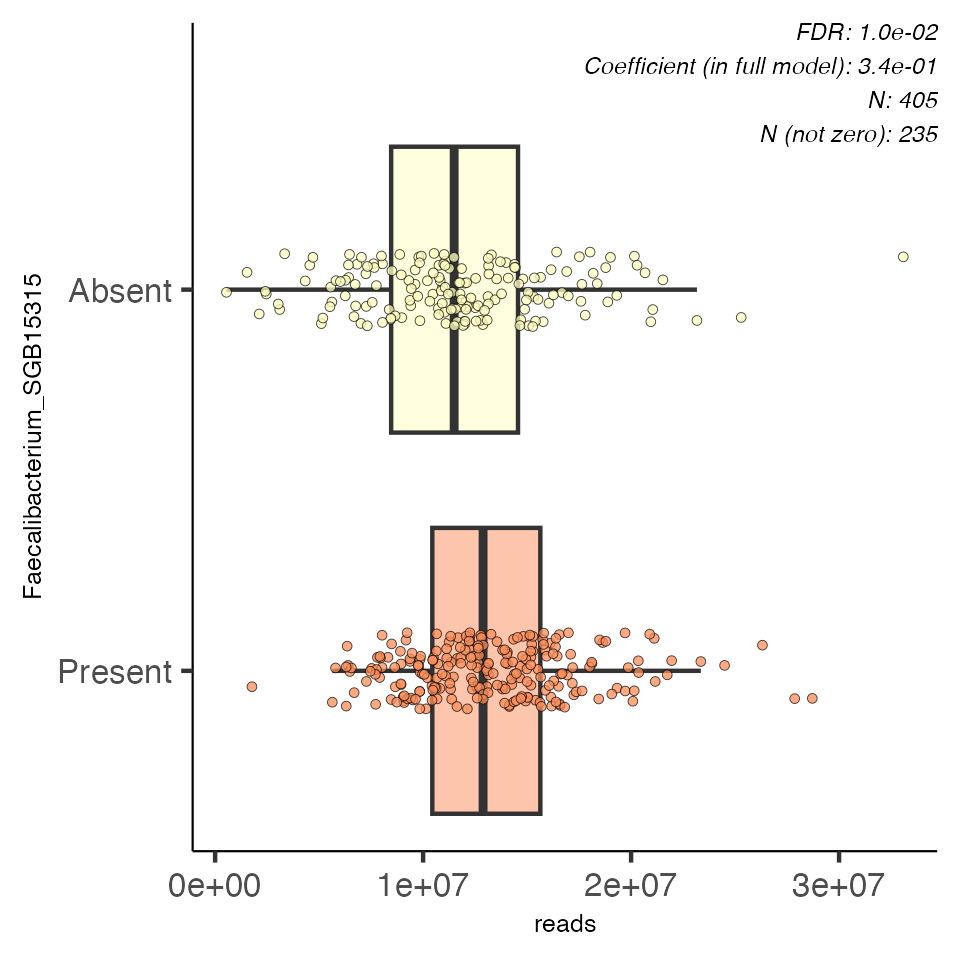 FDR: 1.0e-02
Coefficient (in full model): 3.4e-01
N: 405
N (not zero): 235
Faecalibacterium_SGB15315
Absent
Present
0e+00 1e+07 2e+07 3e+07
reads